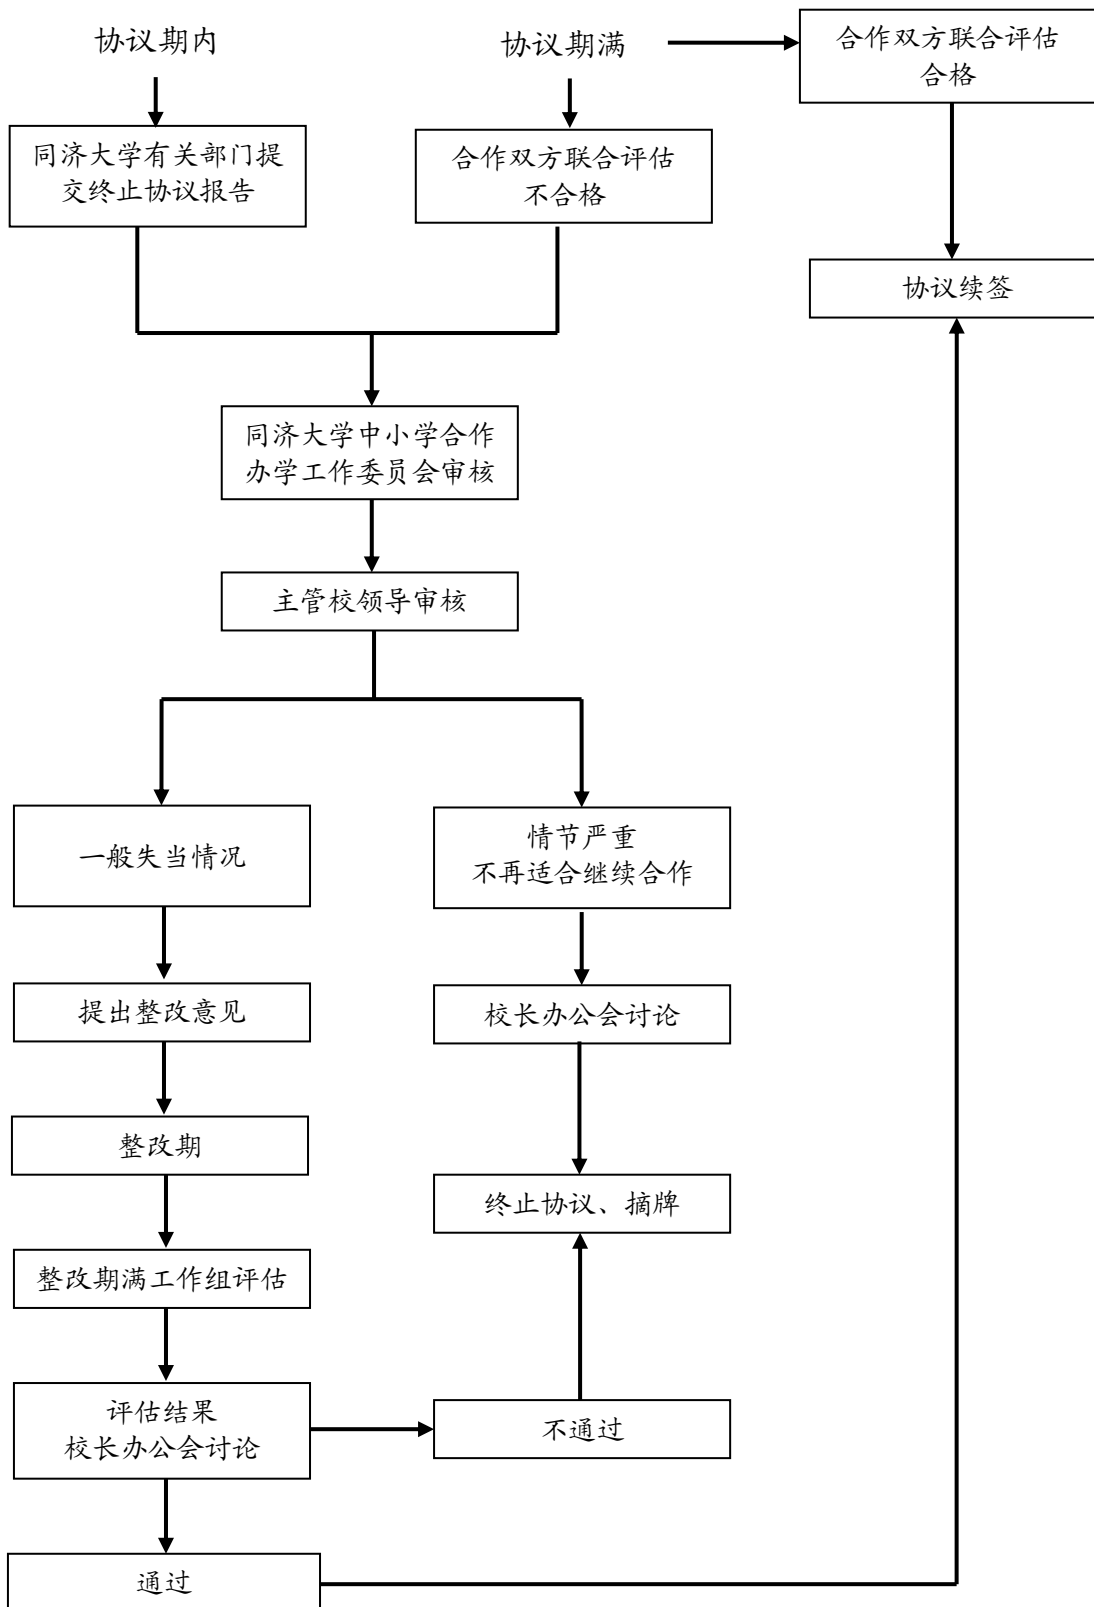 协议期内
协议期满
合作双方联合评估
合格
同济大学有关部门提
交终止协议报告
合作双方联合评估
不合格
协议续签
同济大学中小学合作
办学工作委员会审核
主管校领导审核
一般失当情况
情节严重
不再适合继续合作
提出整改意见
校长办公会讨论
整改期
终止协议、摘牌
整改期满工作组评估
评估结果
校长办公会讨论
不通过
通过